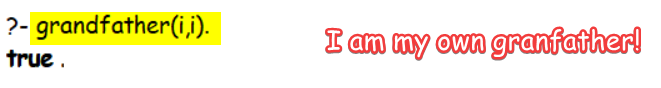 ?- grandfather(i,i).
true .
I am my own granfather!